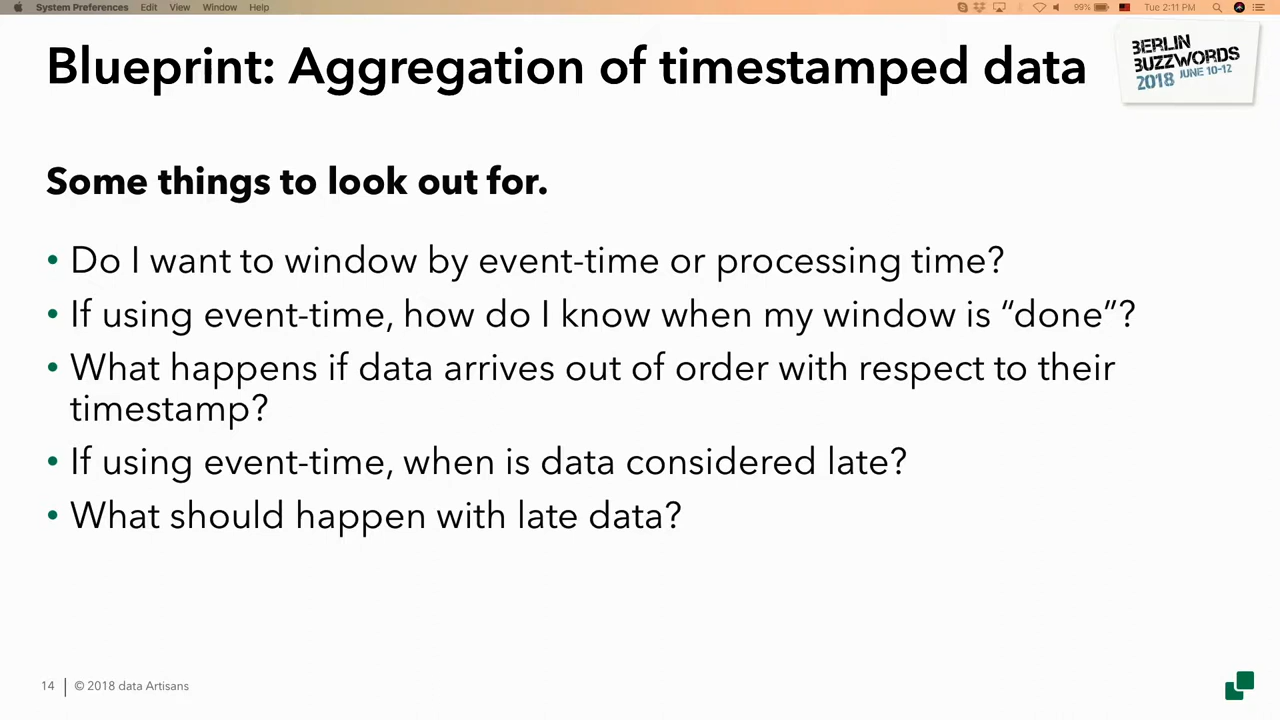 System Preferences Edit View Window Help 99% Tue 2:11 PM
Blueprint: Aggregation of timestamped data
BERLIN
BUZZWORDS
2018 JUNE 10-12
Some things to look out for.
• Do I want to window by event-time or processing time?
• If using event-time, how do I know when my window is “done”?
• What happens if data arrives out of order with respect to their
timestamp?
• If using event-time, when is data considered late?
• What should happen with late data?
14 © 2018 data Artisans